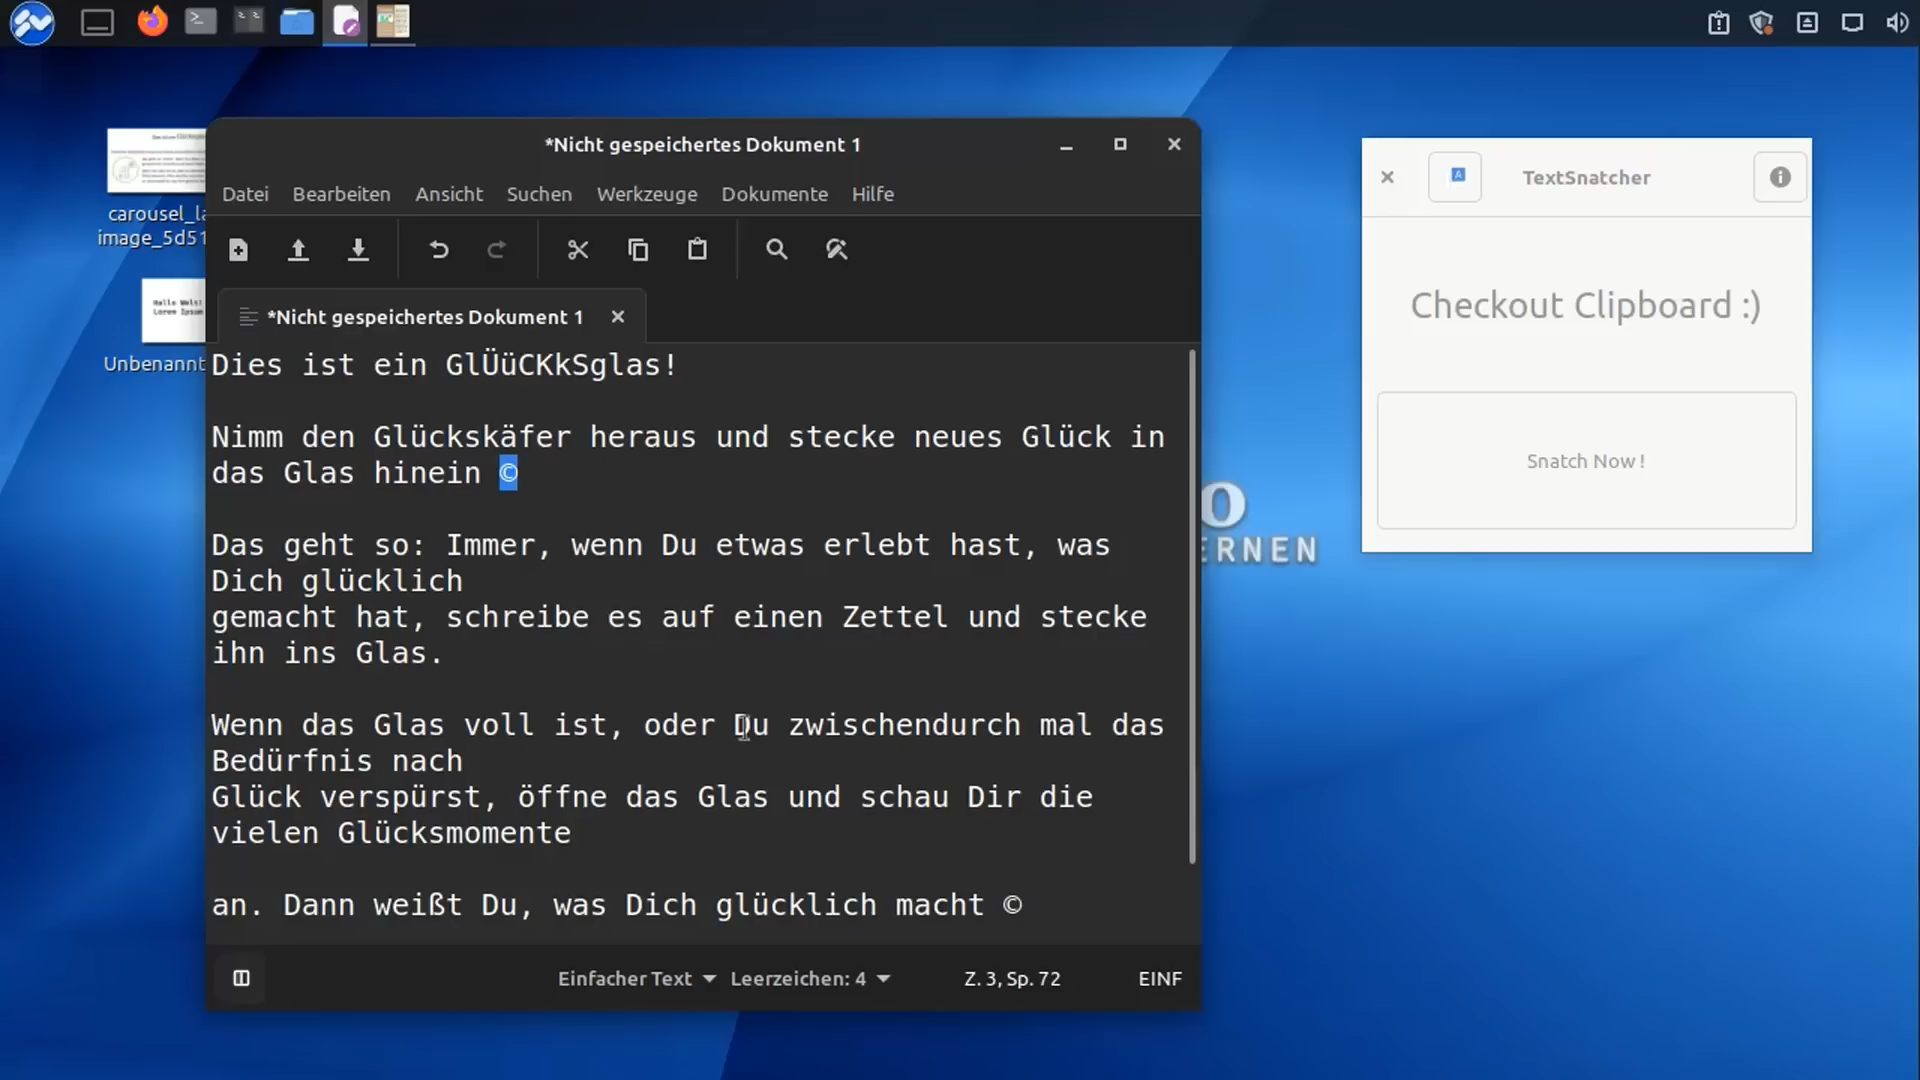 *Nicht gespeichertes Dokument 1
Datei Bearbeiten Ansicht Suchen Werkzeuge Dokumente Hilfe
*Nicht gespeichertes Dokument 1
Dies ist ein GlÜüCKkSglas!
Nimm den Glückskäfer heraus und stecke neues Glück in
das Glas hinein ©
Das geht so: Immer, wenn Du etwas erlebt hast, was
Dich glücklich
gemacht hat, schreibe es auf einen Zettel und stecke
ihn ins Glas.
Wenn das Glas voll ist, oder Du zwischendurch mal das
Bedürfnis nach
Glück verspürst, öffne das Glas und schau Dir die
vielen Glücksmomente
an. Dann weißt Du, was Dich glücklich macht ©
Einfacher Text Leerzeichen: 4 Z. 3, Sp. 72 EINF
TextSnatcher
Checkout Clipboard :)
Snatch Now!
carousel_la
image_5d51
Hello Welt!
Lorem Ipsum
Unbenannt
O
ERNEN